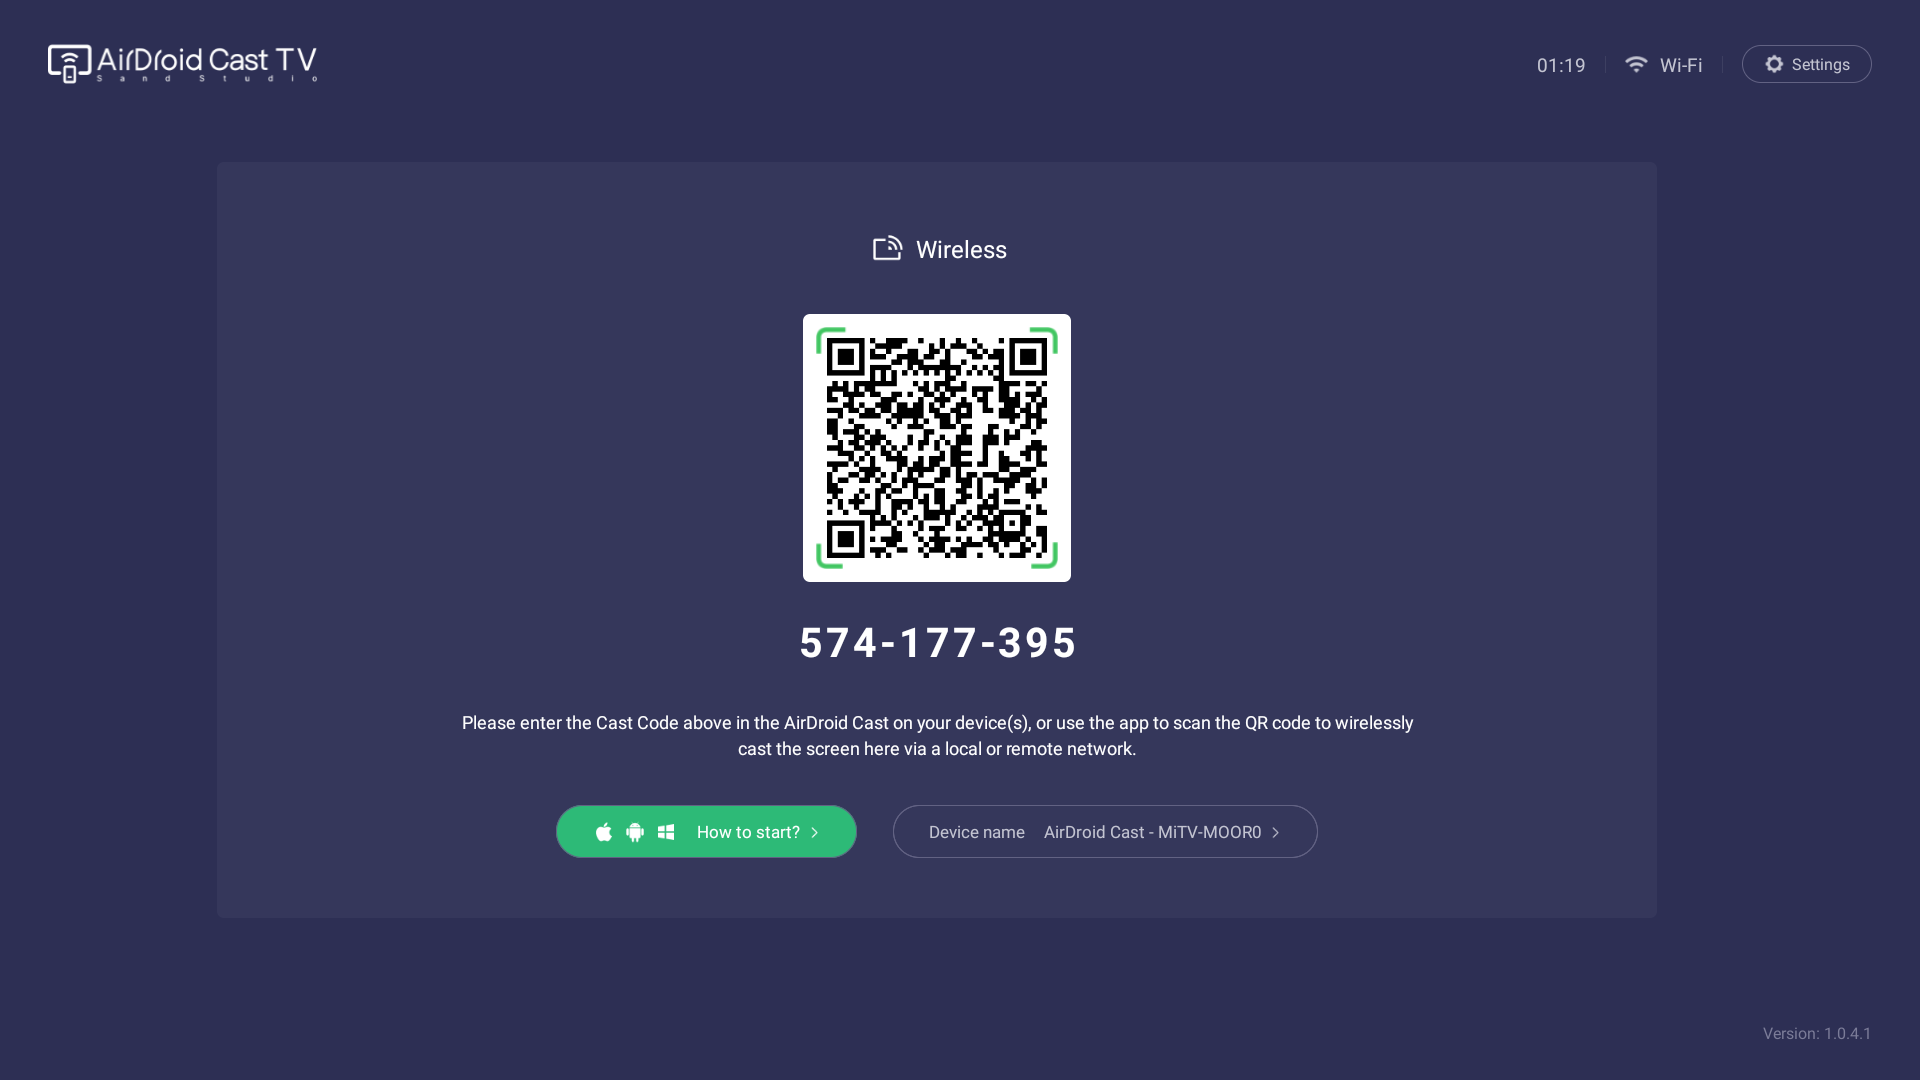 AirDroid Cast TV
Sand Studio
01:19
Wi-Fi
Settings
Wireless
574-177-395
Please enter the Cast Code above in the AirDroid Cast on your device(s), or use the app to scan the QR code to wirelessly
cast the screen here via a local or remote network.
How to start?
Device name AirDroid Cast - MiTV-MOOR0
Version: 1.0.4.1